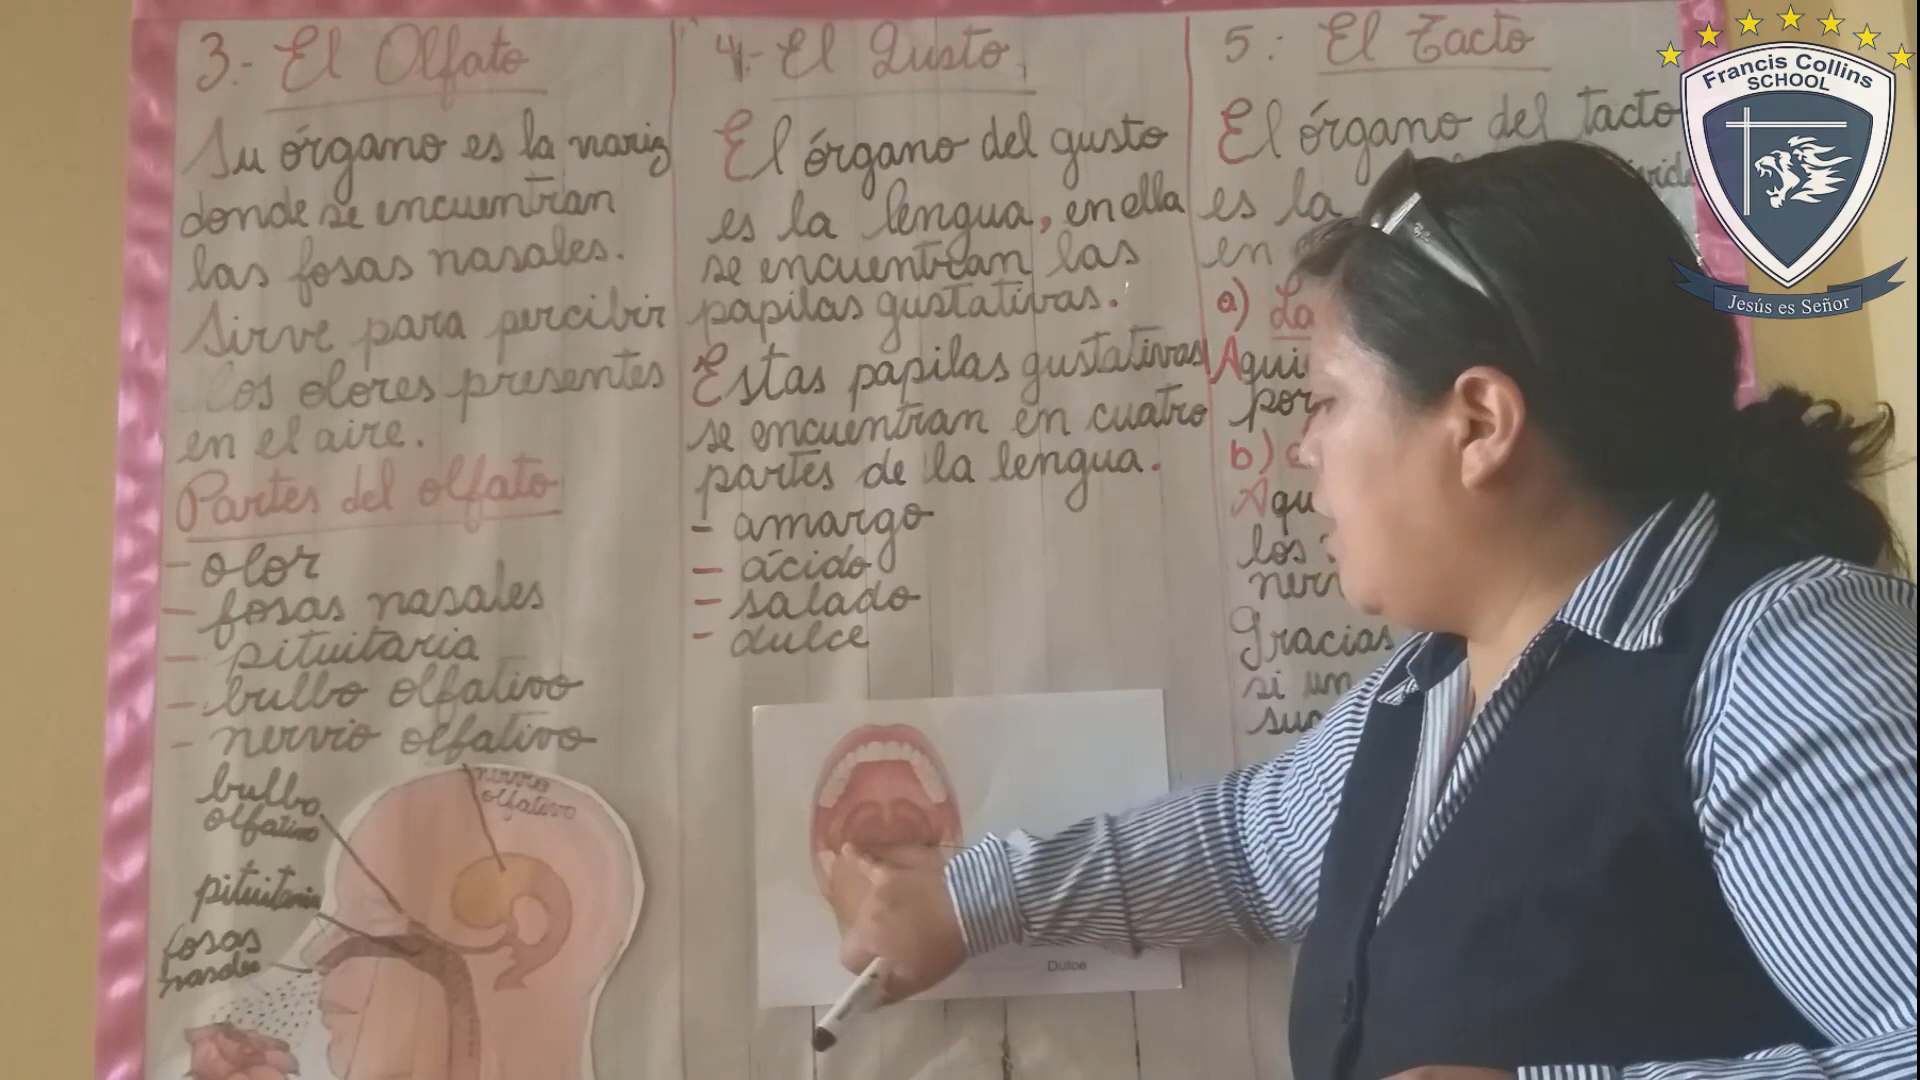 3.- El Olfato
Su órgano es la nariz
donde se encuentran
las fosas nasales.
Sirve para percibir
los olores presentes
en el aire.
Partes del olfato
- olor
- fosas nasales
- pituitaria
- bulbo olfativo
- nervio olfativo
bulbo
olfativo
nervio
olfativo
pituitaria
fosas
nasales
4.- El Gusto
El órgano del gusto
es la lengua, en ella
se encuentran las
papilas gustativas.
Estas papilas gustativas
se encuentran en cuatro
partes de la lengua.
- amargo
- ácido
- salado
- dulce
Dulce
5.- El Tacto
El órgano del tacto
es la
en
a) La
Aqui
por
b)
Aqu
los
nerv
Gracias
si un
suc
Francis Collins
SCHOOL
Jesús es Señor